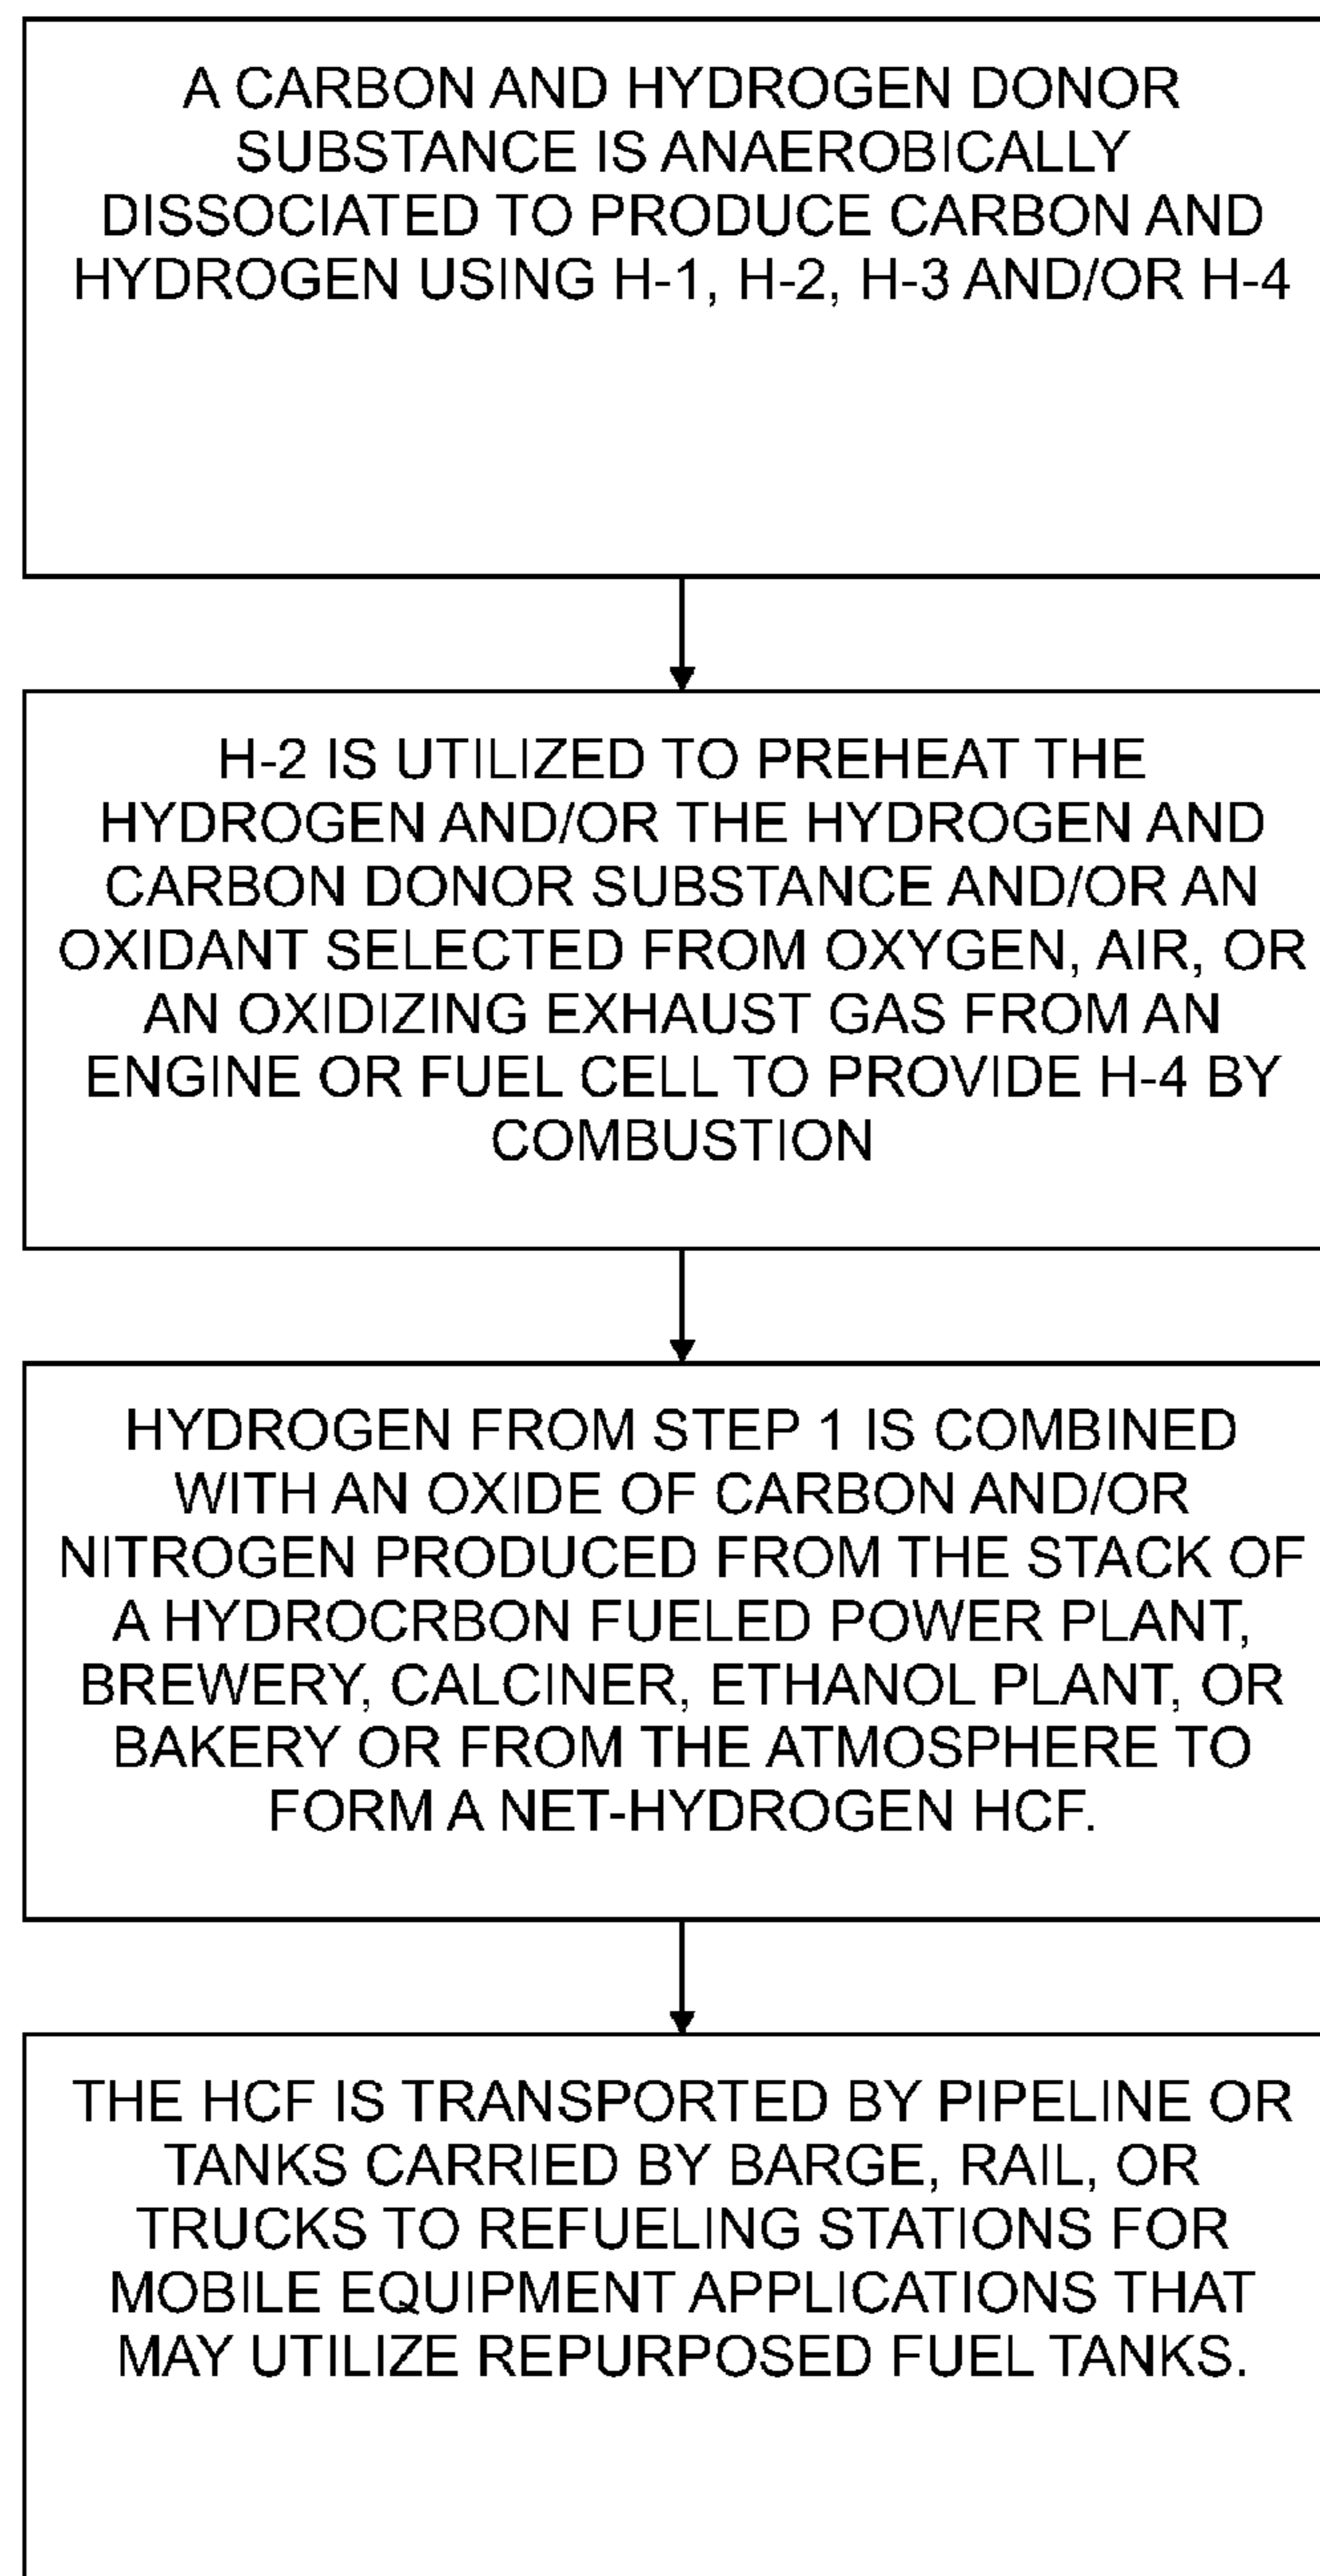 A CARBON AND HYDROGEN DONOR
SUBSTANCE IS ANAEROBICALLY
DISSOCIATED TO PRODUCE CARBON AND
HYDROGEN USING H-1, H-2, H-3 AND/OR H-4
H-2 IS UTILIZED TO PREHEAT THE
HYDROGEN AND/OR THE HYDROGEN AND
CARBON DONOR SUBSTANCE AND/OR AN
OXIDANT SELECTED FROM OXYGEN, AIR, OR
AN OXIDIZING EXHAUST GAS FROM AN
ENGINE OR FUEL CELL TO PROVIDE H-4 BY
COMBUSTION
HYDROGEN FROM STEP 1 IS COMBINED
WITH AN OXIDE OF CARBON AND/OR
NITROGEN PRODUCED FROM THE STACK OF
A HYDROCRBON FUELED POWER PLANT,
BREWERY, CALCINER, ETHANOL PLANT, OR
BAKERY OR FROM THE ATMOSPHERE TO
FORM A NET-HYDROGEN HCF.
THE HCF IS TRANSPORTED BY PIPELINE OR
TANKS CARRIED BY BARGE, RAIL, OR
TRUCKS TO REFUELING STATIONS FOR
MOBILE EQUIPMENT APPLICATIONS THAT
MAY UTILIZE REPURPOSED FUEL TANKS.